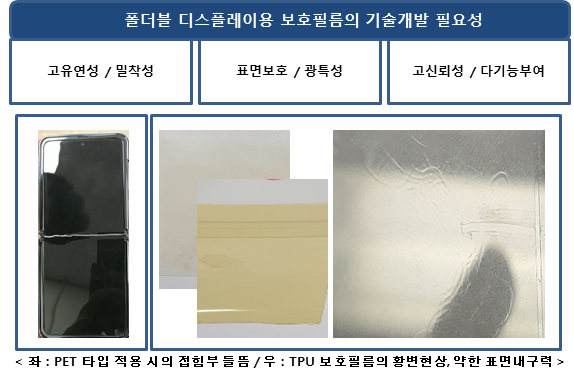 폴더블 디스플레이용 보호필름의 기술개발 필요성
고유연성 / 밀착성
표면보호 / 광특성
고신뢰성 / 다기능부여
< 좌 : PET 타입 적용 시의 접힘부 들뜸 / 우 : TPU 보호필름의 황변현상, 약한 표면내구력 >